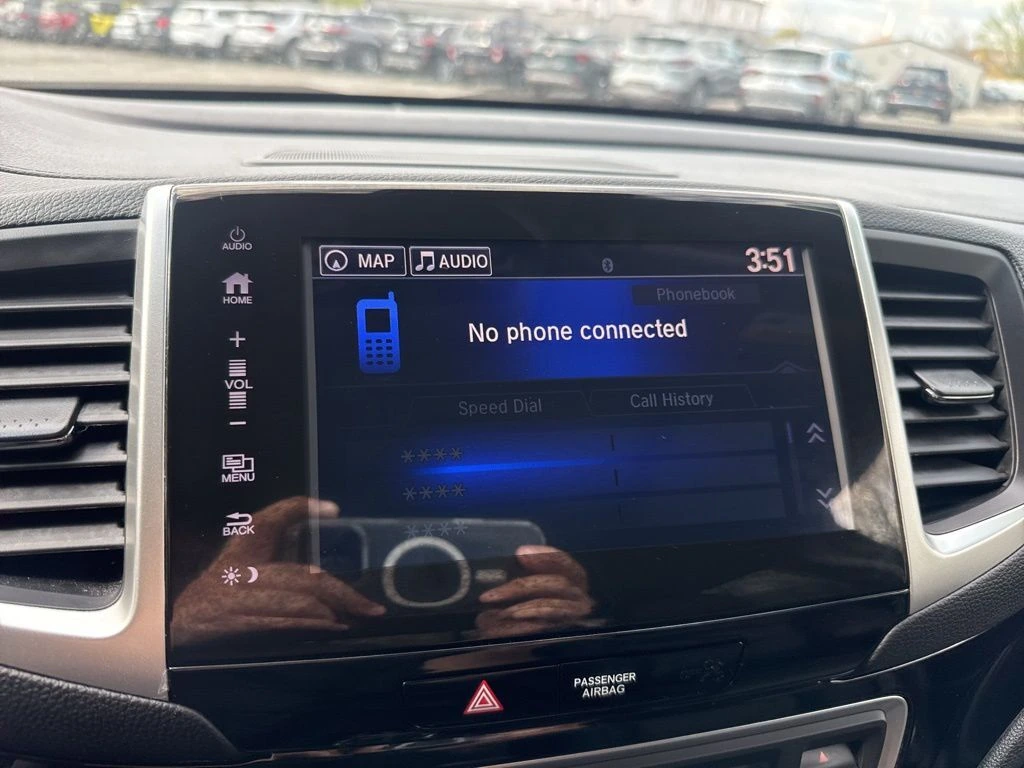 AUDIO
HOME
+
VOL
−
MENU
BACK
MAP
AUDIO
3:51
Phonebook
No phone connected
Speed Dial
Call History
****
****
****
PASSENGER
AIRBAG